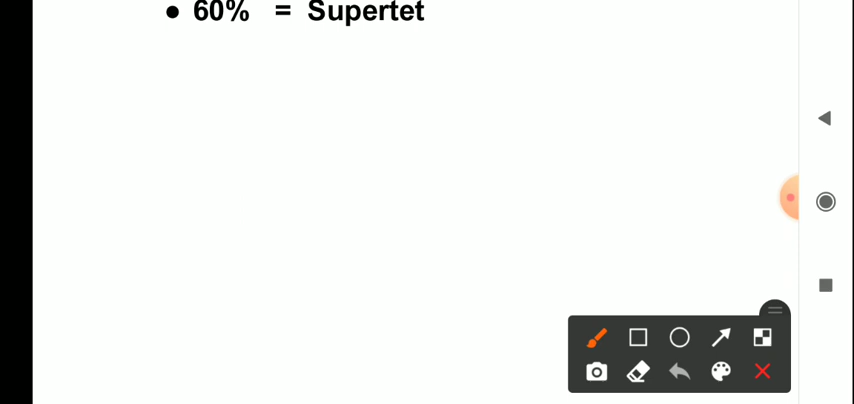 • 60% = Supertet